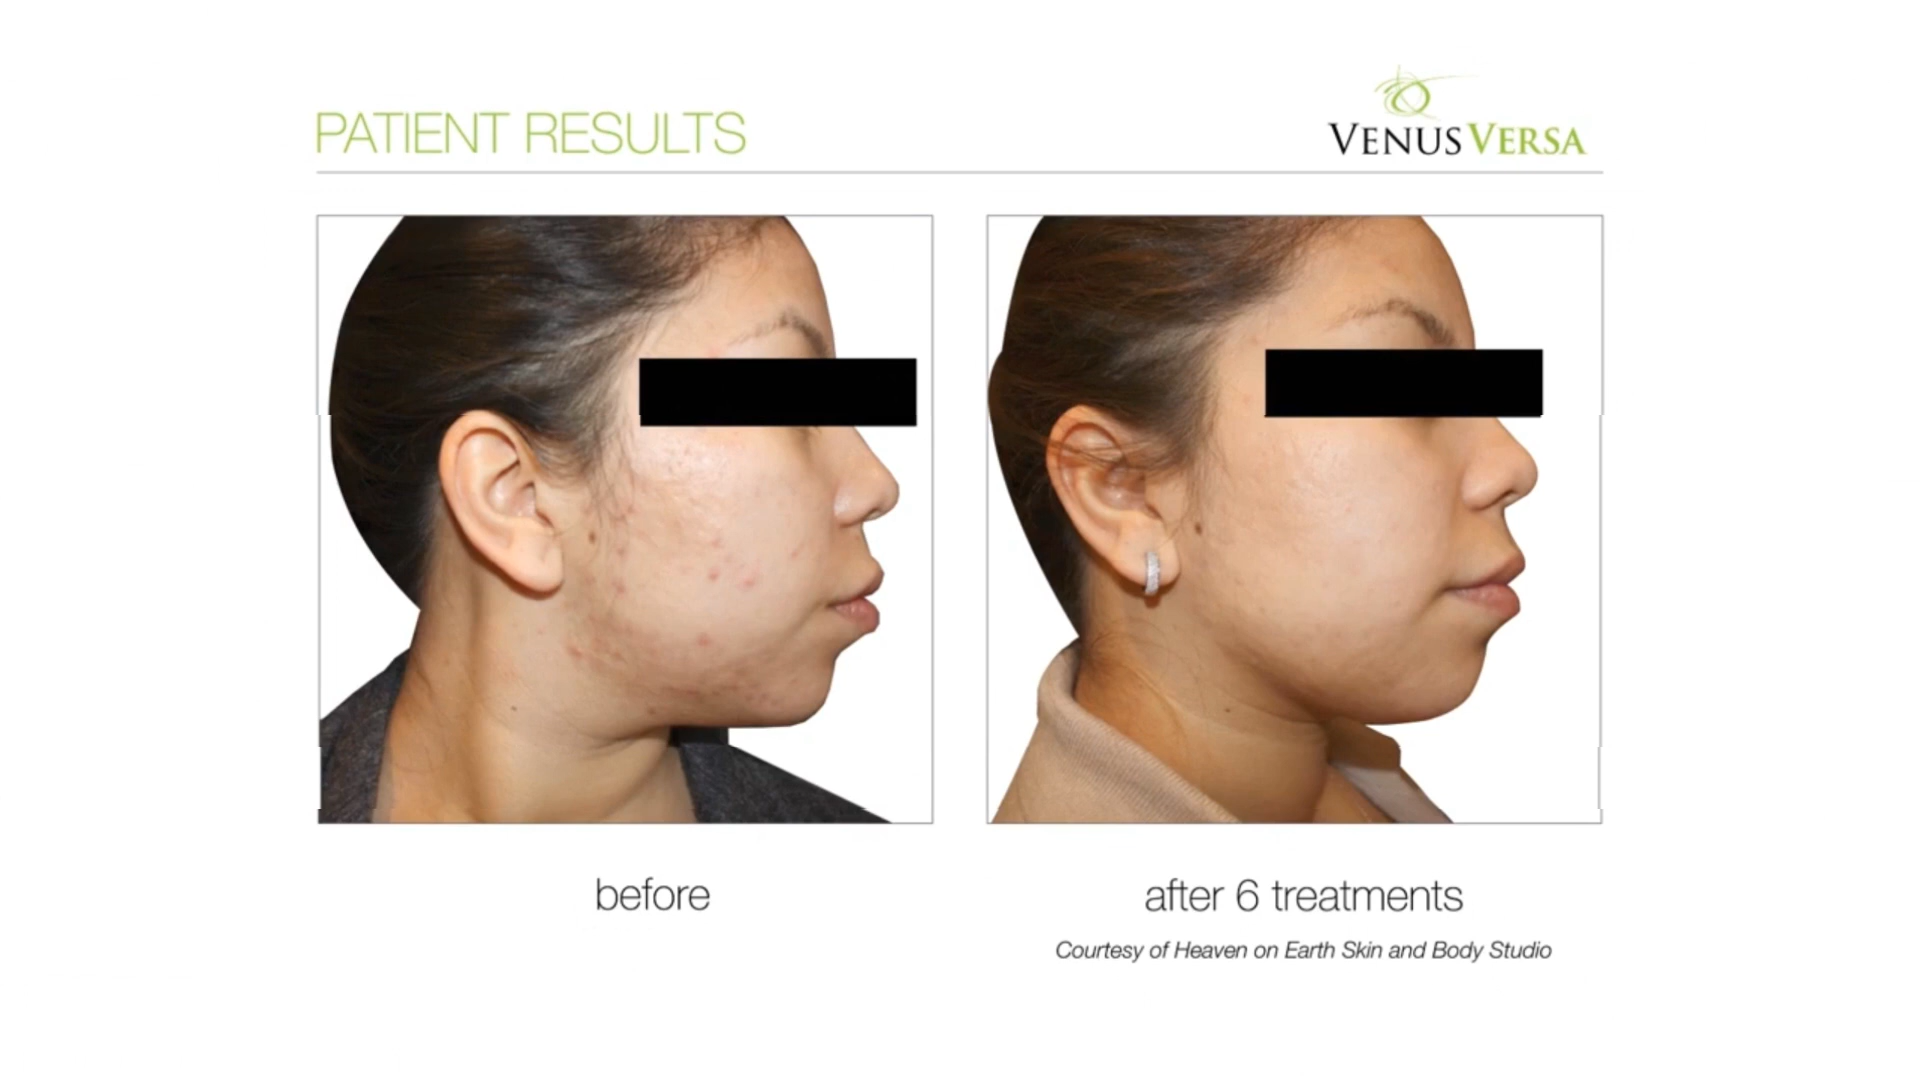 PATIENT RESULTS
VENUS VERSA
before
after 6 treatments
Courtesy of Heaven on Earth Skin and Body Studio